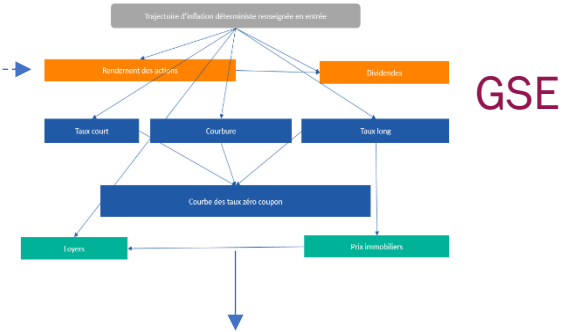 Trajectoire d'inflation déterministe renseignée en entrée
Rendement des actions
Dividendes
GSE
Taux court
Courbure
Taux long
Courbe des taux zéro coupon
Loyers
Prix immobiliers